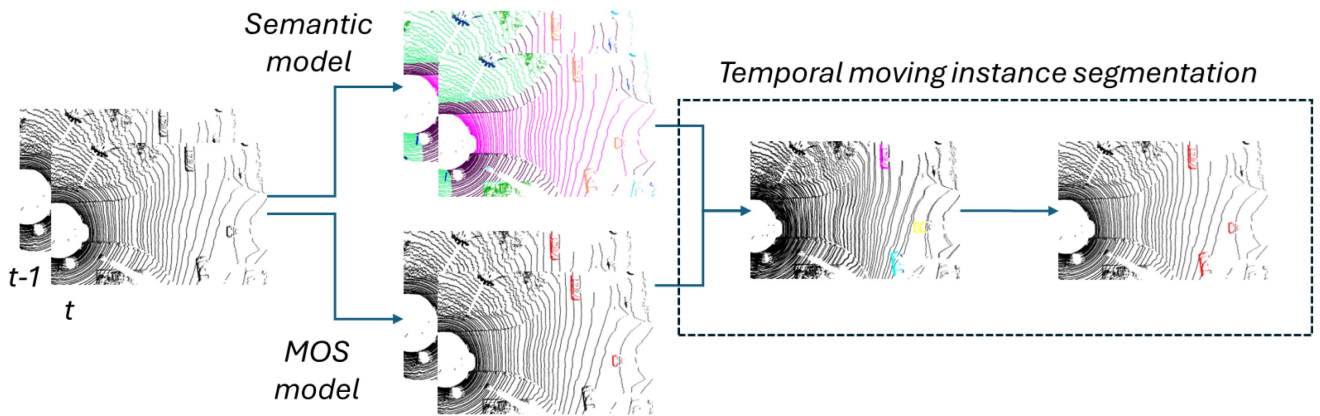 Semantic
model
Temporal moving instance segmentation
t-1
t
MOS
model